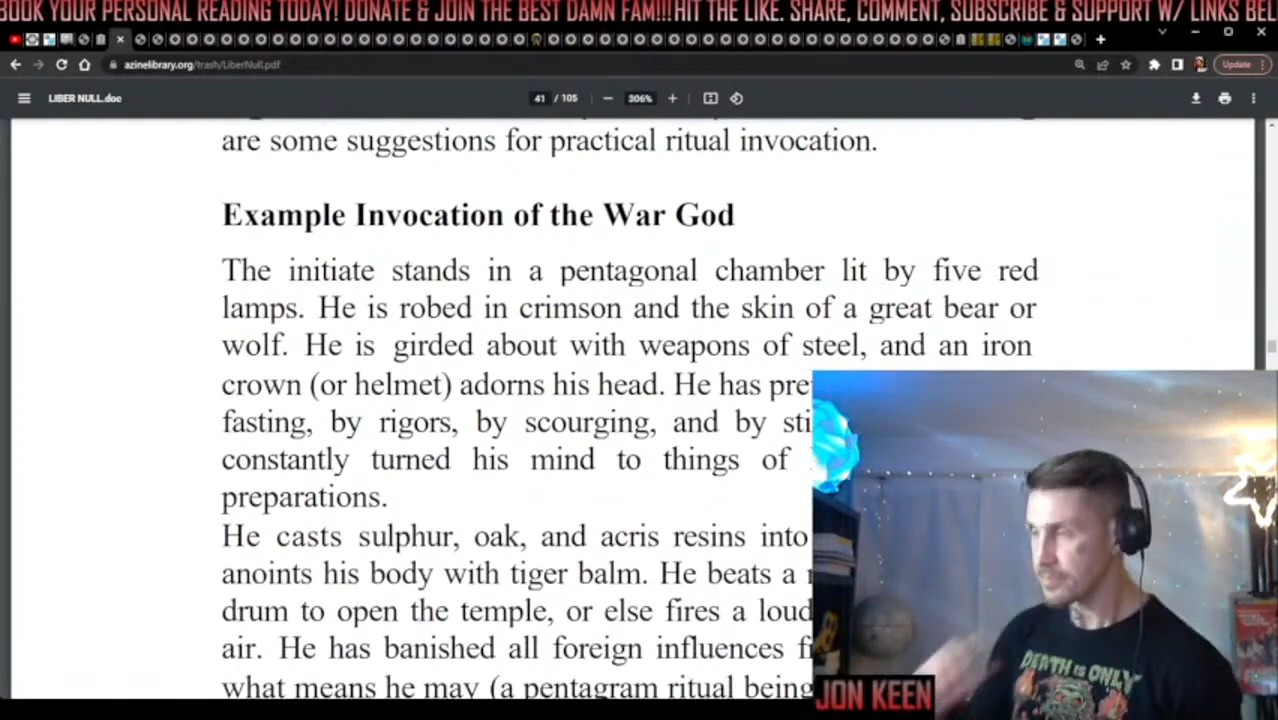 BOOK YOUR PERSONAL READING TODAY! DONATE & JOIN THE BEST DAMN FAM!!! HIT THE LIKE. SHARE, COMMENT, SUBSCRIBE & SUPPORT W/ LINKS BEL
azinelibrary.org/trash/LiberNull.pdf
Update
LIBER NULL.doc
41 / 105
306%
are some suggestions for practical ritual invocation.
Example Invocation of the War God
The initiate stands in a pentagonal chamber lit by five red
lamps. He is robed in crimson and the skin of a great bear or
wolf. He is girded about with weapons of steel, and an iron
crown (or helmet) adorns his head. He has pre
fasting, by rigors, by scourging, and by sti
constantly turned his mind to things of
preparations.
He casts sulphur, oak, and acris resins into
anoints his body with tiger balm. He beats a
drum to open the temple, or else fires a loud
air. He has banished all foreign influences f
what means he may (a pentagram ritual being
DEATH IS ONLY
JON KEEN